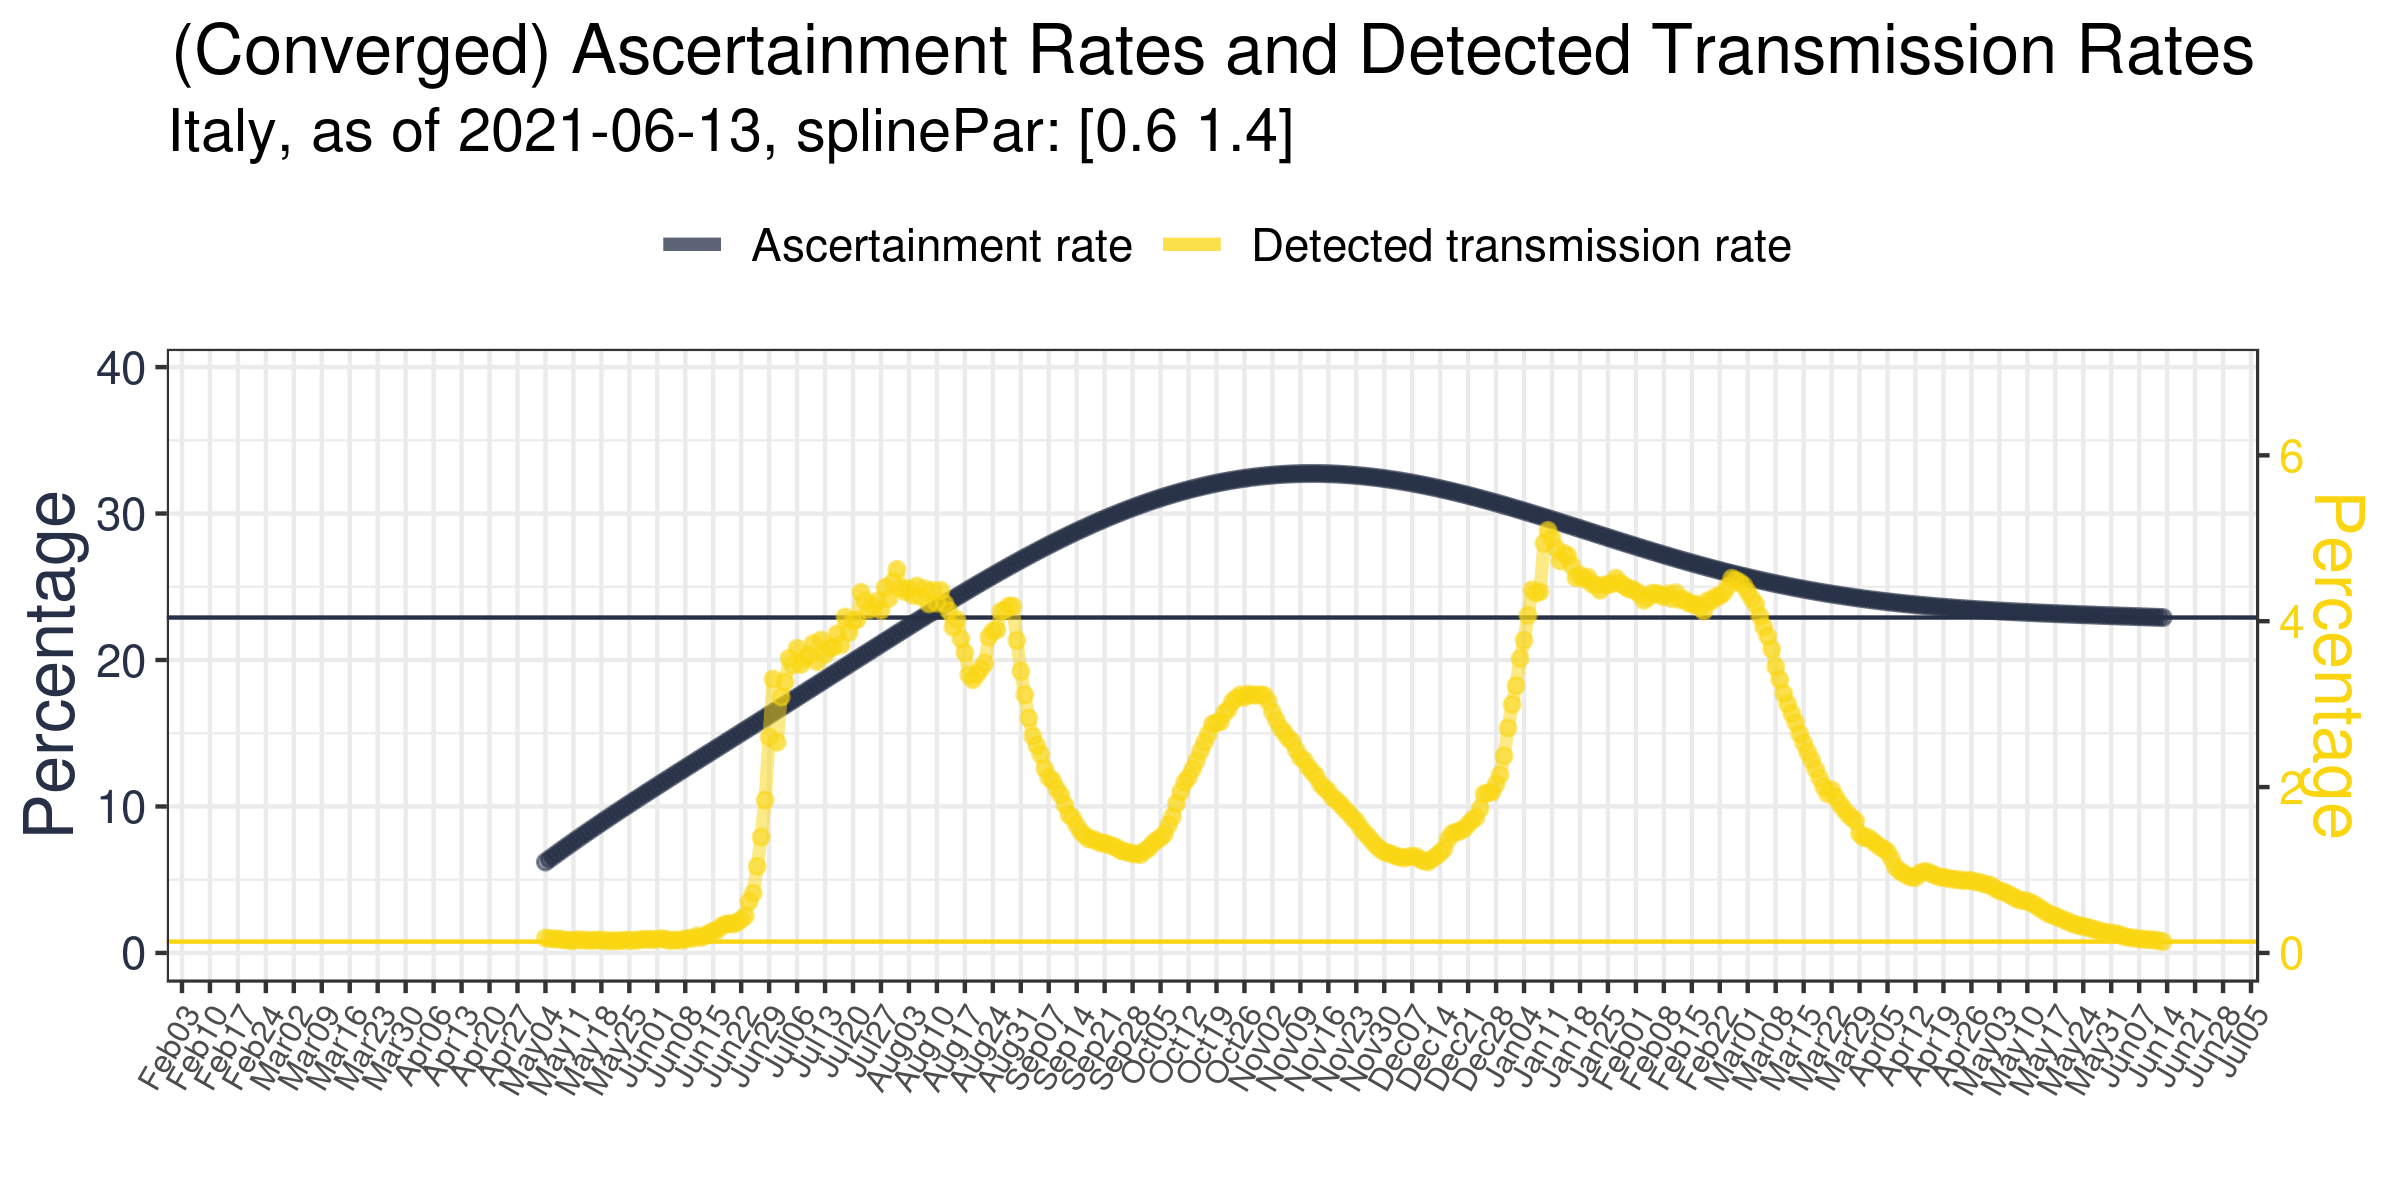 (Converged) Ascertainment Rates and Detected Transmission Rates
Italy, as of 2021-06-13, splinePar: [0.6 1.4]
Ascertainment rate
Detected transmission rate
Percentage
40
30
20
10
0
6
4
2
0
Percentage
Feb03
Feb10
Feb17
Feb24
Mar02
Mar09
Mar16
Mar23
Mar30
Apr06
Apr13
Apr20
Apr27
May04
May11
May18
May25
Jun01
Jun08
Jun15
Jun22
Jun29
Jul06
Jul13
Jul20
Jul27
Aug03
Aug10
Aug17
Aug24
Aug31
Sep07
Sep14
Sep21
Sep28
Oct05
Oct12
Oct19
Oct26
Nov02
Nov09
Nov16
Nov23
Nov30
Dec07
Dec14
Dec21
Dec28
Jan04
Jan11
Jan18
Jan25
Feb01
Feb08
Feb15
Feb22
Mar01
Mar08
Mar15
Mar22
Mar29
Apr05
Apr12
Apr19
Apr26
May03
May10
May17
May24
May31
Jun07
Jun14
Jun21
Jun28
Jul05